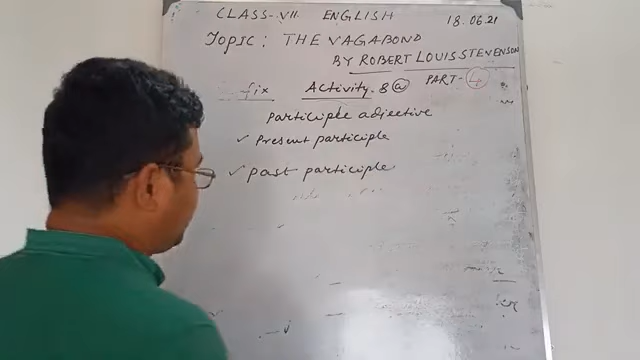 CLASS-VII ENGLISH 18.06.21
Topic: THE VAGABOND
BY ROBERT LOUIS STEVENSON
Activity. 8 (a) PART-4
Participle adjective
✓ Present participle
✓ Past participle